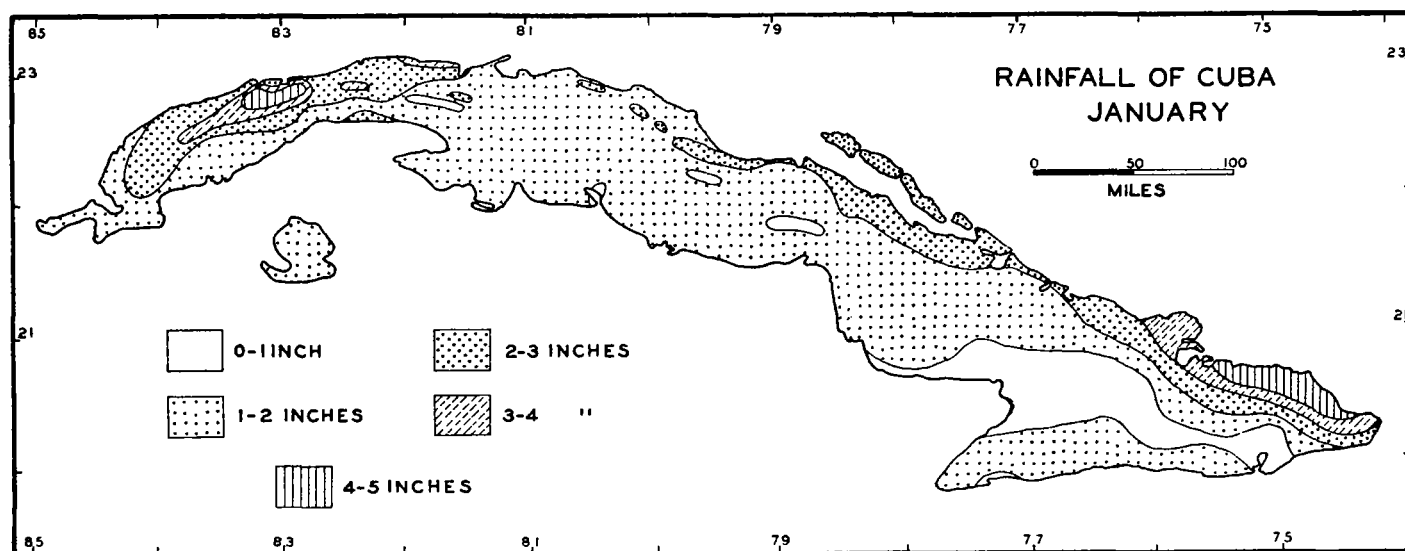 85 83 81 79 77 75
23 23
RAINFALL OF CUBA
JANUARY
0 50 100
MILES
21
0-1 INCH 2-3 INCHES
1-2 INCHES 3-4 "
4-5 INCHES
85 83 81 79 77 75